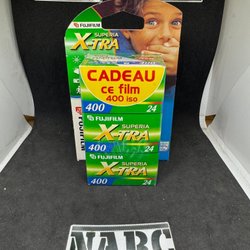 FUJIFILM
SUPERIA
X-TRA
CADEAU
ce film
400 iso
400
24
FUJIFILM
SUPERIA
X-TRA
400
24
FUJIFILM
SUPERIA
X-TRA
400
24
FUJIFILM